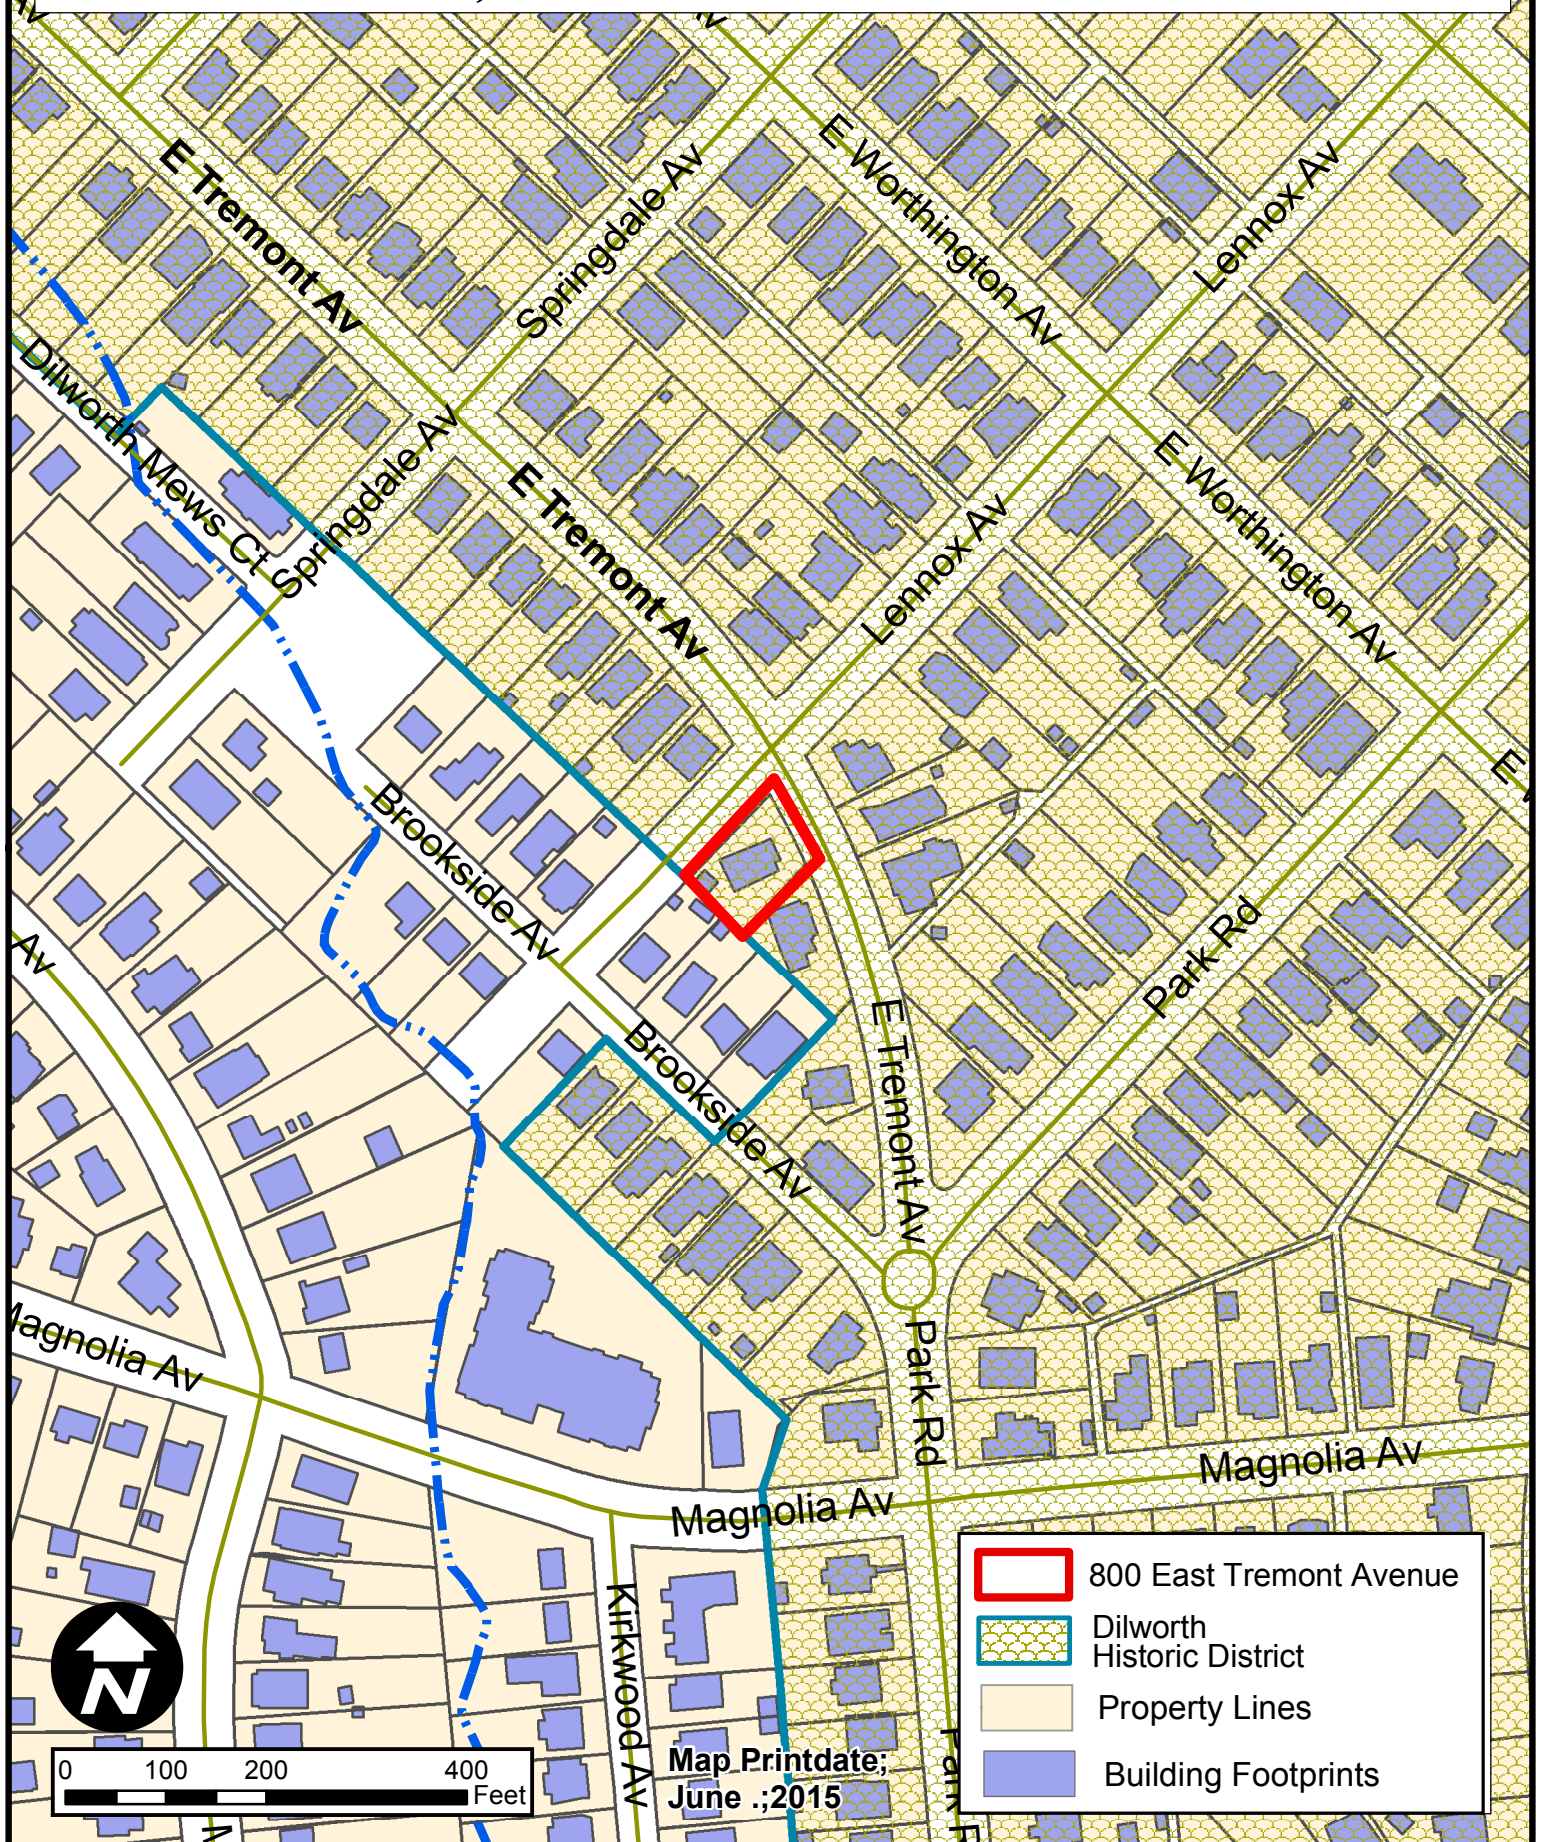 Av
Av
E Tremont Av
Springdale Av
E Worthington Av
Lennox Av
Dilworth Mews Ct
Springdale Av
E Tremont Av
Lennox Av
E Worthington Av
E
Brookside Av
Park Rd
Av
E Tremont Av
Brookside Av
Magnolia Av
Park Rd
Magnolia Av
Magnolia Av
Kirkwood Av
800 East Tremont Avenue
Dilworth
Historic District
Property Lines
Building Footprints
N
0 100 200 400
Feet
Map Printdate;
June .;2015